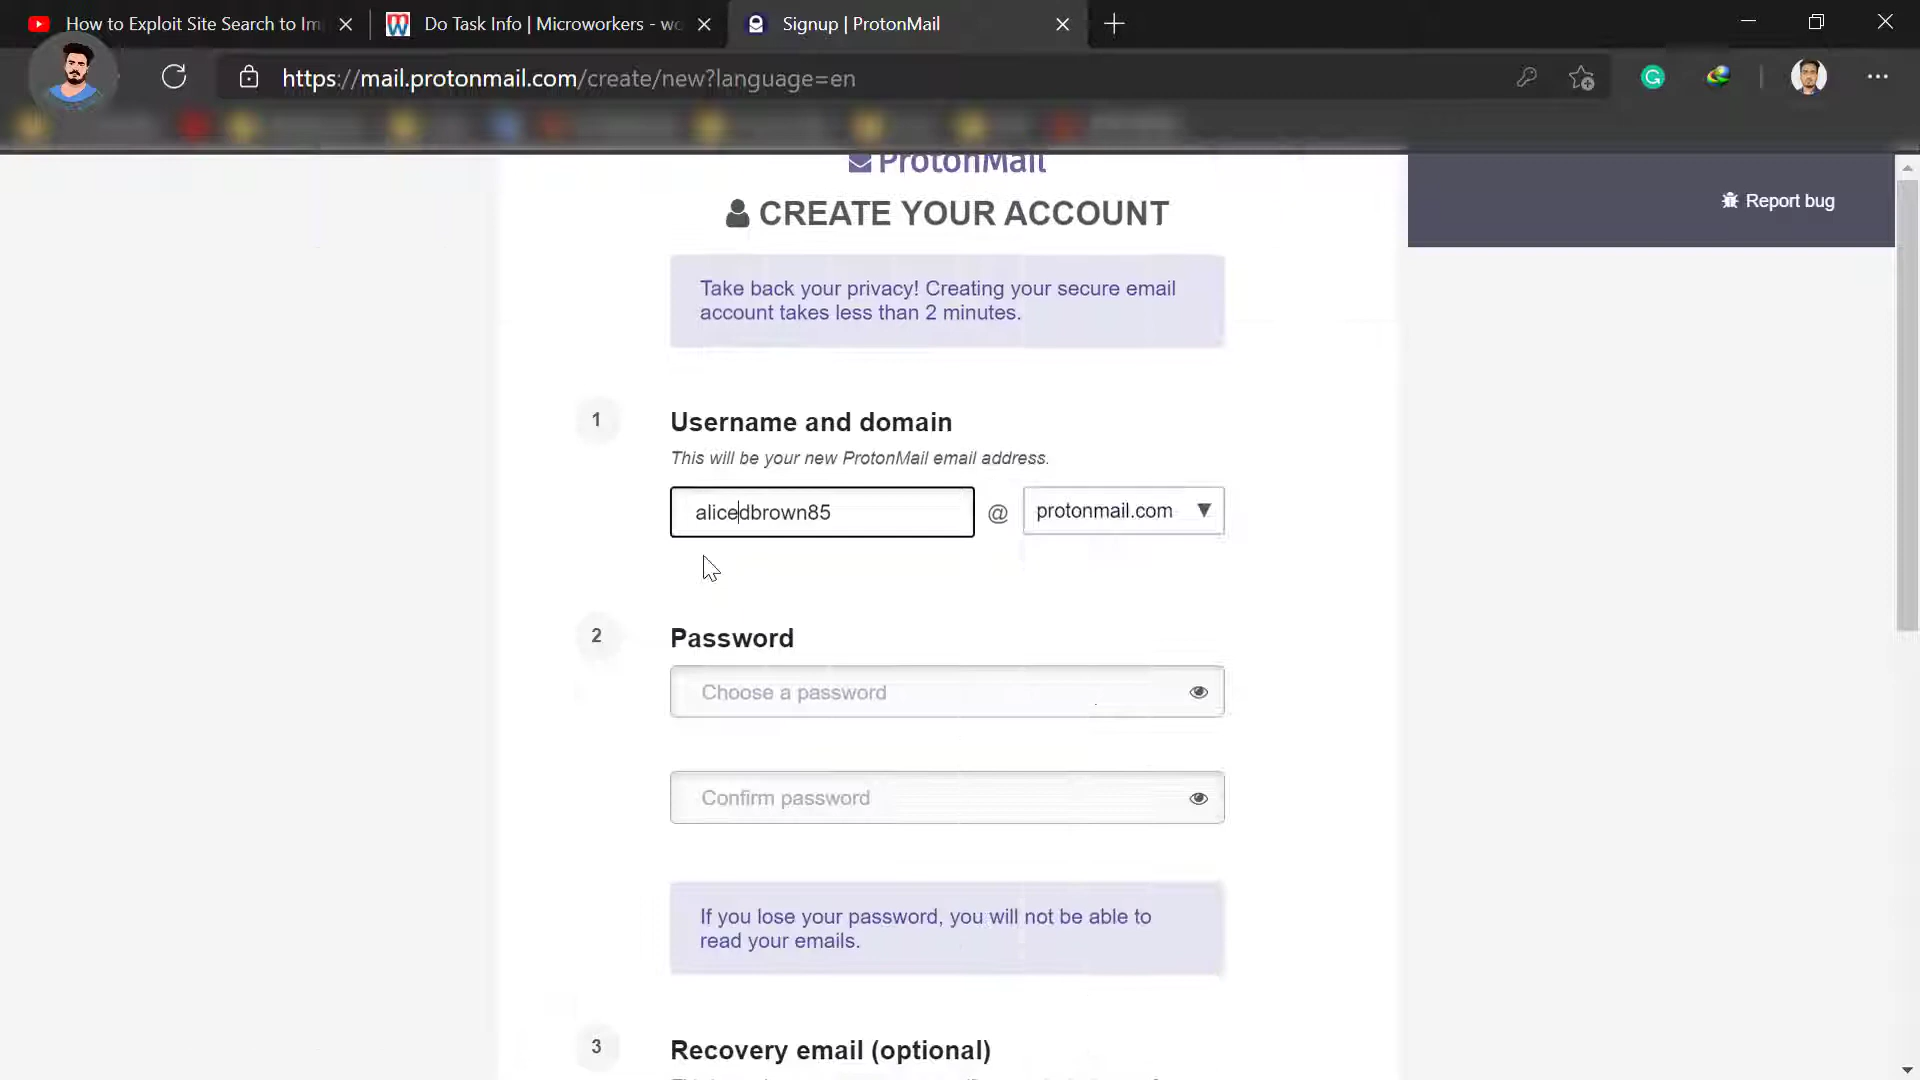 How to Exploit Site Search to Im
Do Task Info | Microworkers - wo
Signup | ProtonMail
https://mail.protonmail.com/create/new?language=en
ProtonMail
CREATE YOUR ACCOUNT
Report bug
Take back your privacy! Creating your secure email
account takes less than 2 minutes.
1
Username and domain
This will be your new ProtonMail email address.
alicedbrown85 @ protonmail.com
2
Password
Choose a password
Confirm password
If you lose your password, you will not be able to
read your emails.
3
Recovery email (optional)